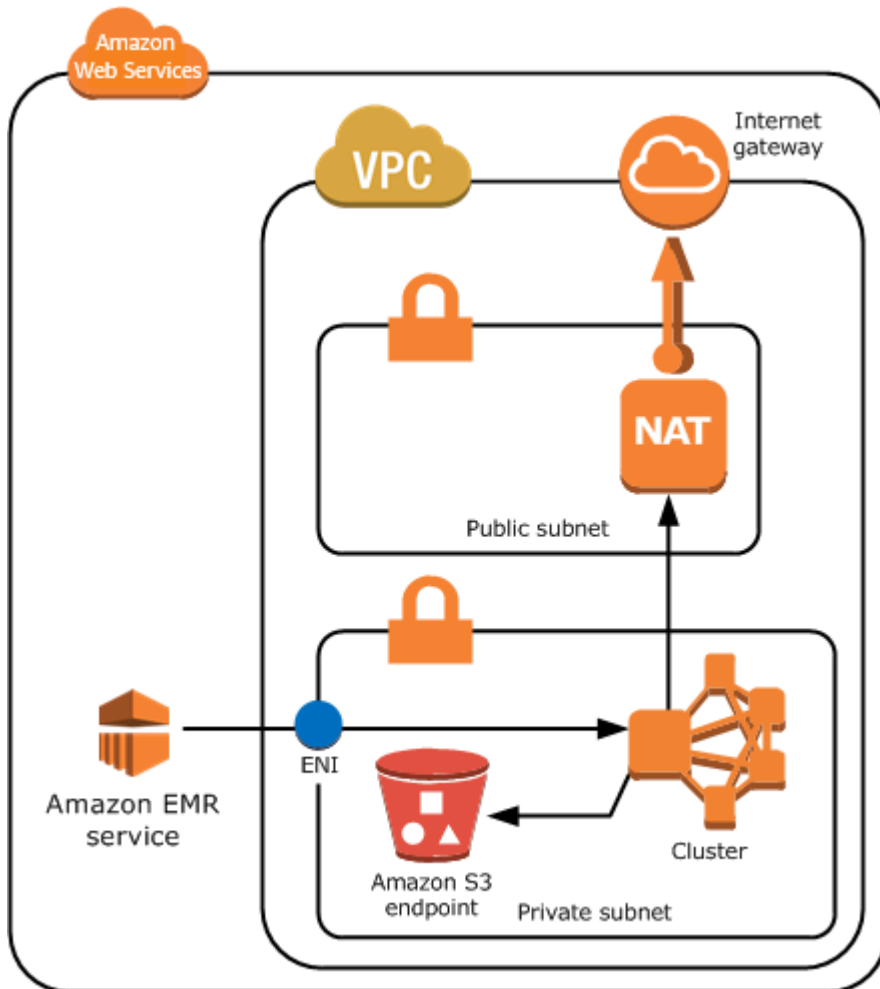 Amazon
Web Services
VPC
Internet
gateway
NAT
Public subnet
ENI
Amazon EMR
service
Amazon S3
endpoint
Cluster
Private subnet